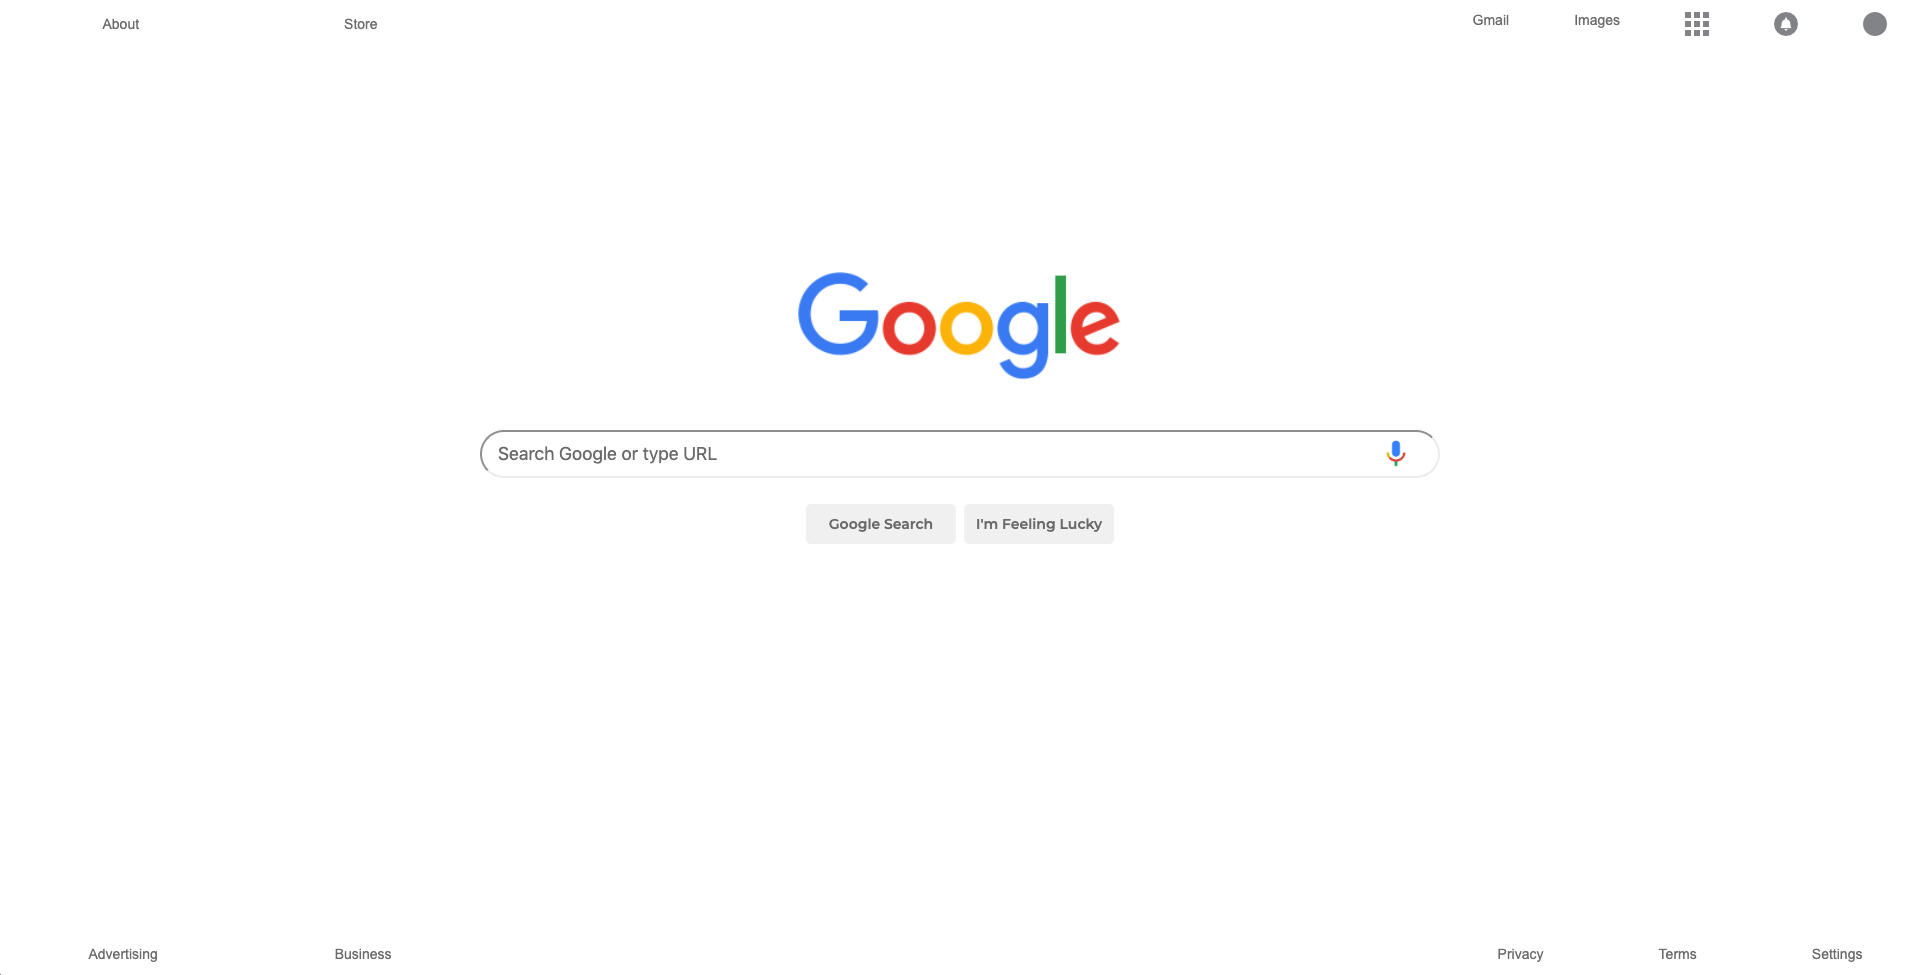 About Store Gmail Images
Google
Search Google or type URL
Google Search I'm Feeling Lucky
Advertising Business Privacy Terms Settings